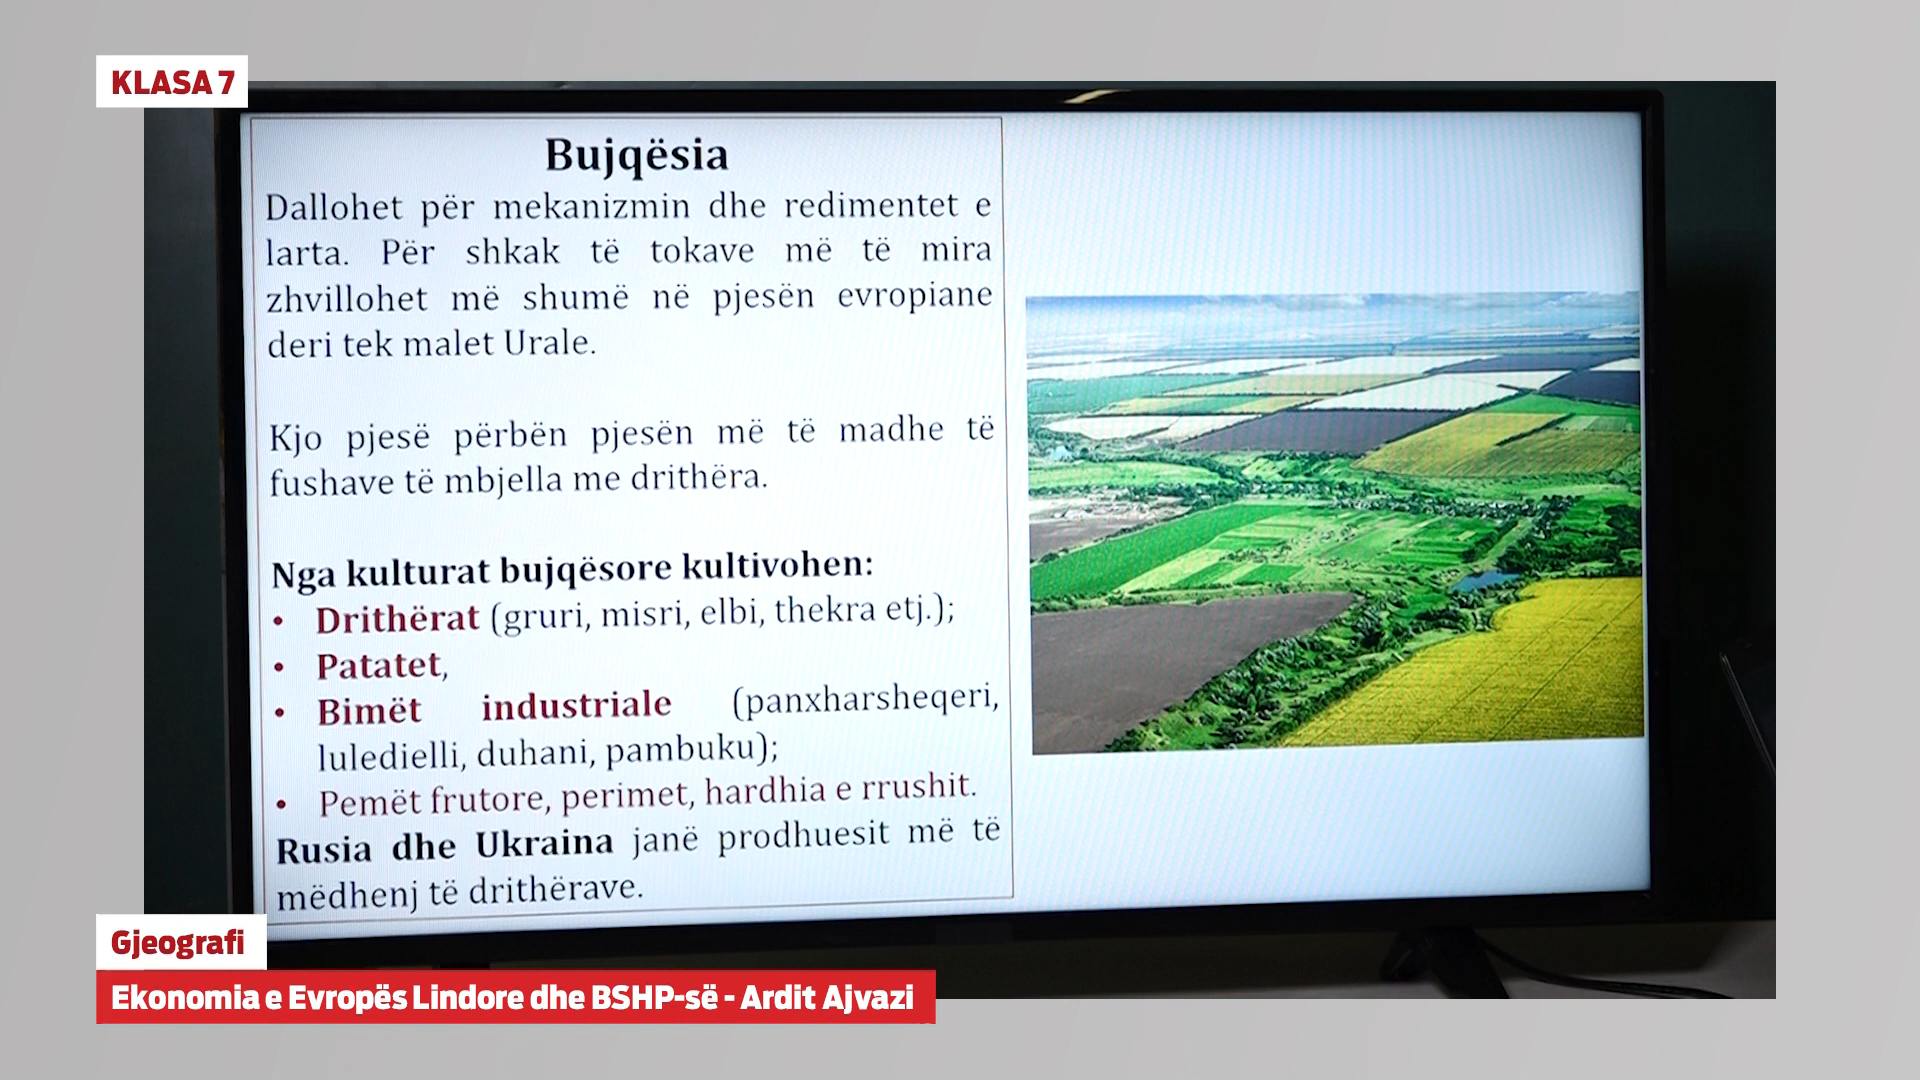 KLASA 7
Bujqësia
Dallohet për mekanizmin dhe redimentet e
larta. Për shkak të tokave më të mira
zhvillohet më shumë në pjesën evropiane
deri tek malet Urale.
Kjo pjesë përbën pjesën më të madhe të
fushave të mbjella me drithëra.
Nga kulturat bujqësore kultivohen:
• Drithërat (gruri, misri, elbi, thekra etj.);
• Patatet,
• Bimët industriale (panxharsheqeri,
luledielli, duhani, pambuku);
• Pemët frutore, perimet, hardhia e rrushit.
Rusia dhe Ukraina janë prodhuesit më të
mëdhenj të drithërave.
Gjeografi
Ekonomia e Evropës Lindore dhe BSHP-së - Ardit Ajvazi